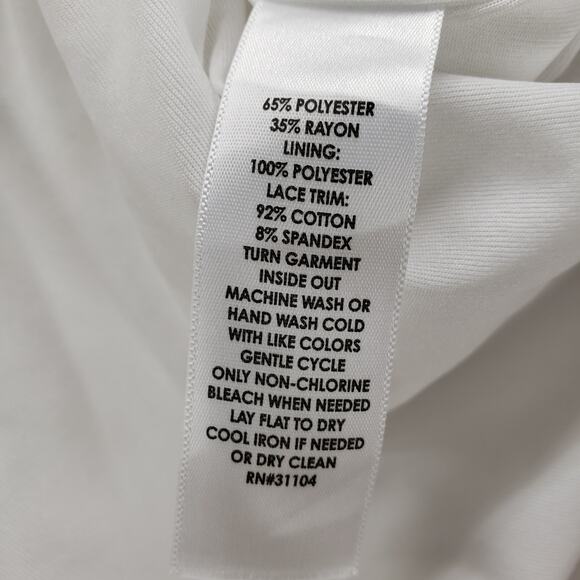 65% POLYESTER
35% RAYON
LINING:
100% POLYESTER
LACE TRIM:
92% COTTON
8% SPANDEX
TURN GARMENT
INSIDE OUT
MACHINE WASH OR
HAND WASH COLD
WITH LIKE COLORS
GENTLE CYCLE
ONLY NON-CHLORINE
BLEACH WHEN NEEDED
LAY FLAT TO DRY
COOL IRON IF NEEDED
OR DRY CLEAN
RN#31104